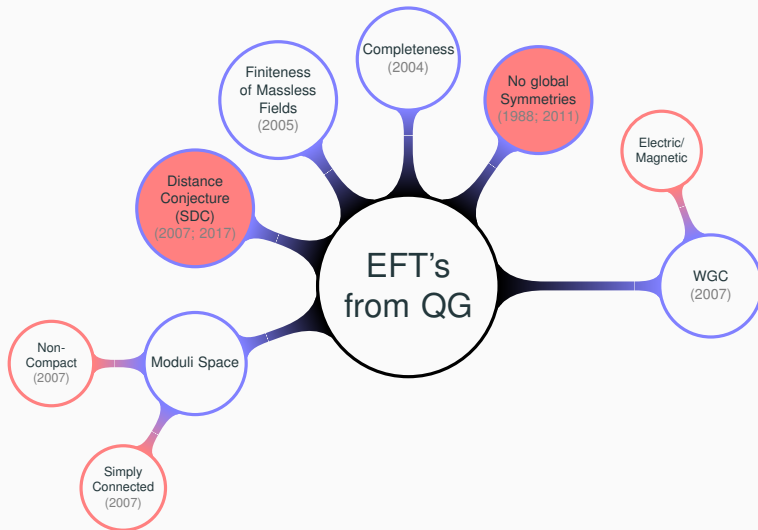 Completeness
(2004)
Finiteness
of Massless
Fields
(2005)
No global
Symmetries
(1988; 2011)
Electric/
Magnetic
Distance
Conjecture
(SDC)
(2007; 2017)
EFT's
from QG
WGC
(2007)
Non-
Compact
(2007)
Moduli Space
Simply
Connected
(2007)